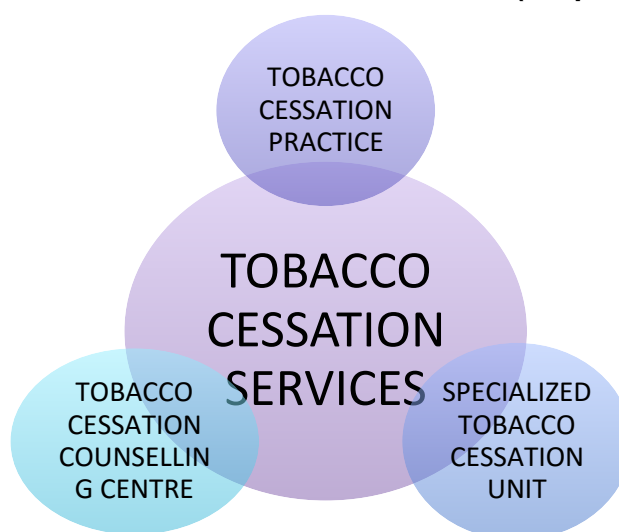 TOBACCO
CESSATION
PRACTICE
TOBACCO
CESSATION
SERVICES
TOBACCO
CESSATION
COUNSELLIN
G CENTRE
SPECIALIZED
TOBACCO
CESSATION
UNIT